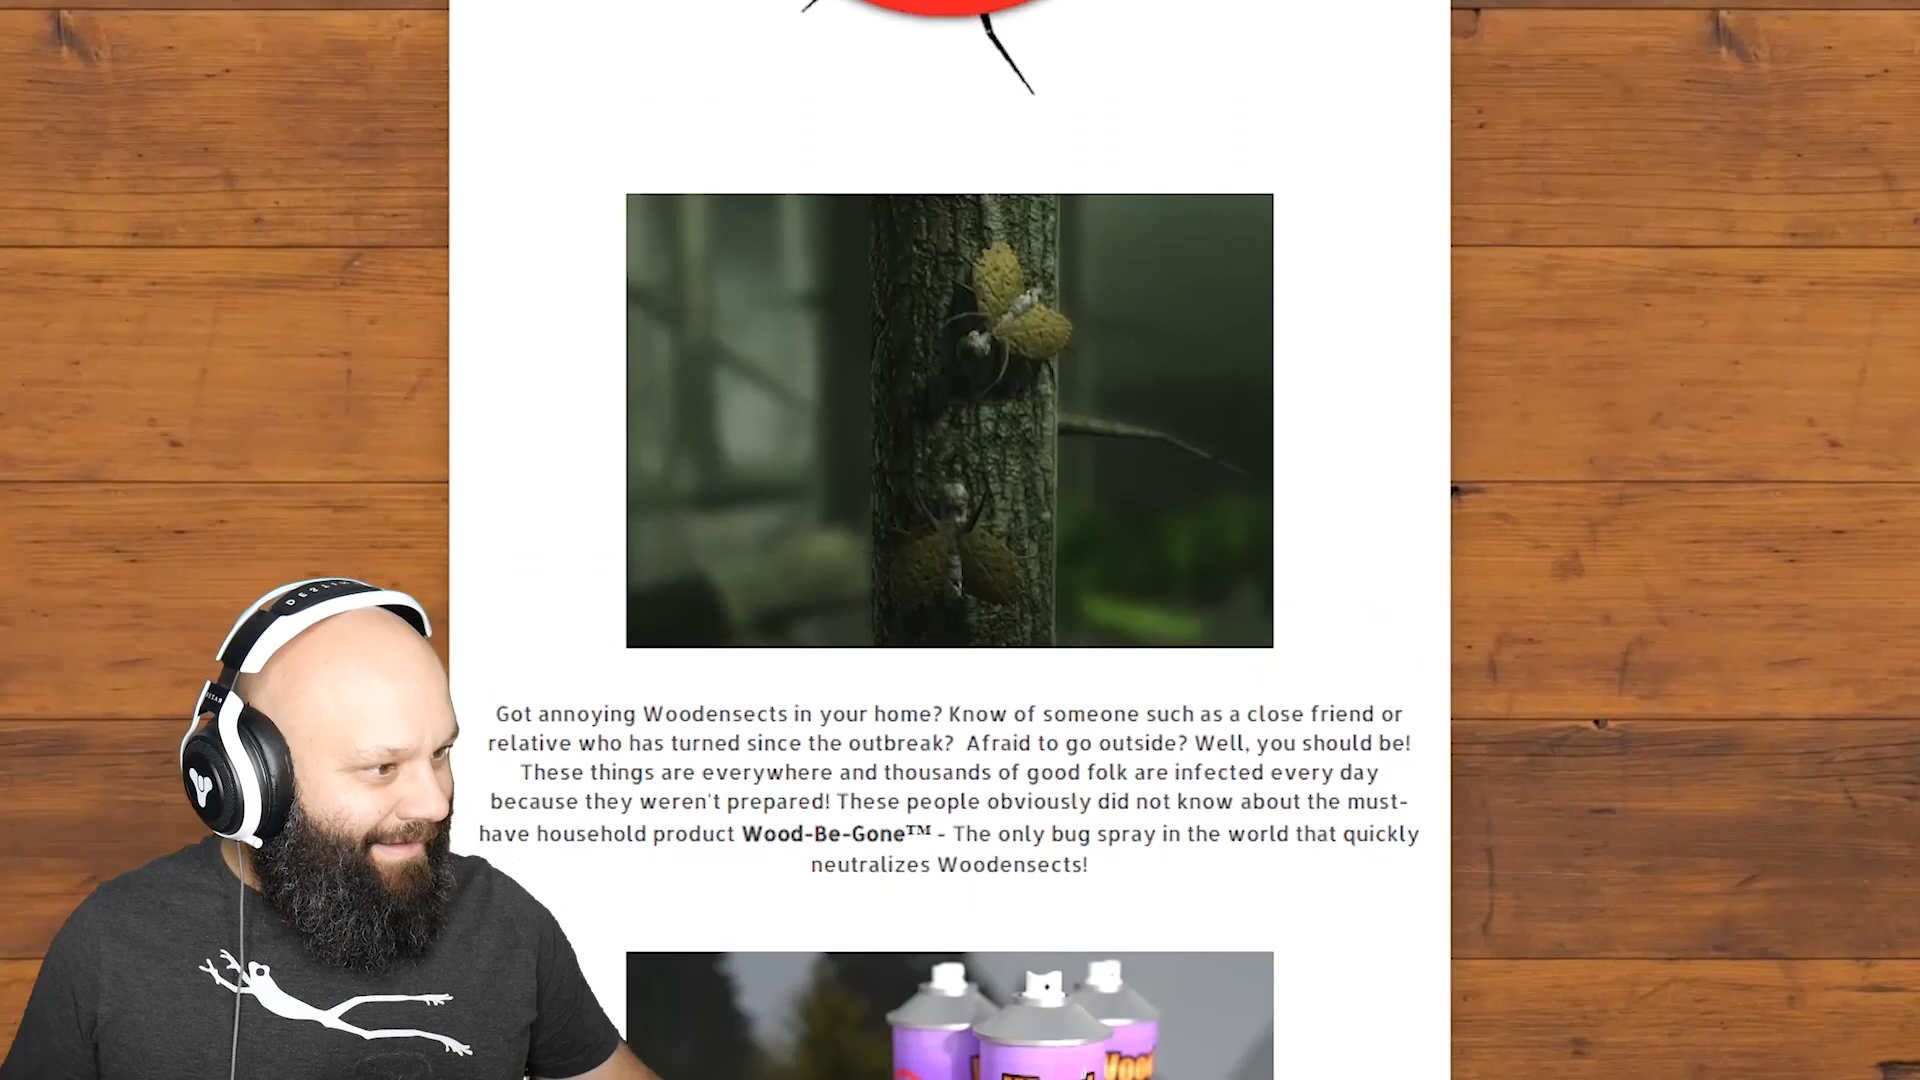 DESTINY
Got annoying Woodensects in your home? Know of someone such as a close friend or
relative who has turned since the outbreak?  Afraid to go outside? Well, you should be!
These things are everywhere and thousands of good folk are infected every day
because they weren't prepared! These people obviously did not know about the must-
have household product Wood-Be-Gone™ - The only bug spray in the world that quickly
neutralizes Woodensects!